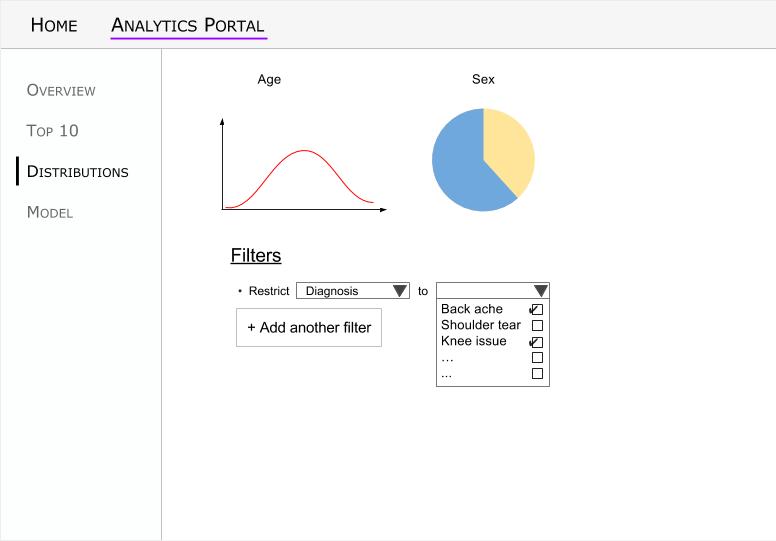 Home Analytics Portal
Overview
Top 10
Distributions
Model
Age Sex
Filters
• Restrict Diagnosis to
+ Add another filter
Back ache
Shoulder tear
Knee issue
...
...